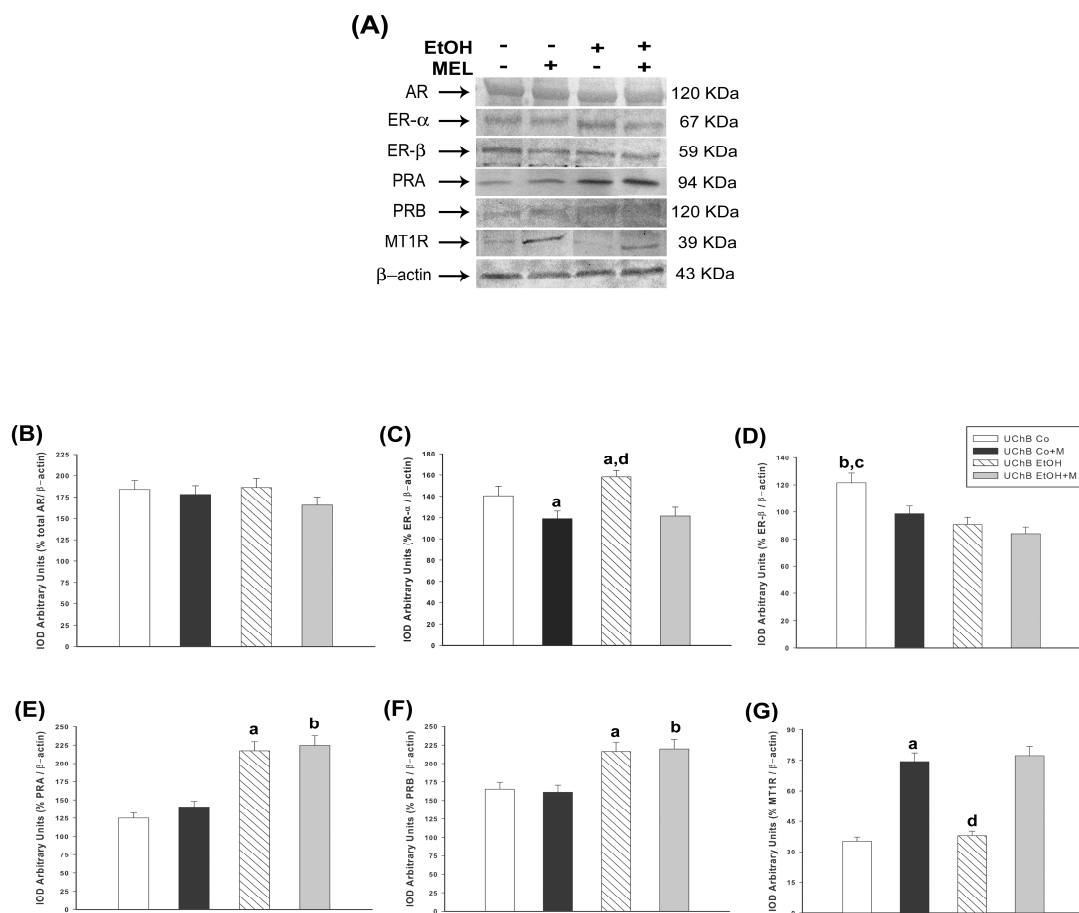 (A)
EtOH - - + +
MEL - + - +
AR 120 KDa
ER-α 67 KDa
ER-β 59 KDa
PRA 94 KDa
PRB 120 KDa
MT1R 39 KDa
β–actin 43 KDa
(B)
IOD Arbitrary Units (% total AR/ β–actin)
225
200
175
150
125
100
75
50
25
0
(C)
IOD Arbitrary Units (% ER-α / β–actin)
180
160
140
120
100
80
60
40
20
0
a
a,d
(D)
IOD Arbitrary Units (% ER-β / β–actin)
140
120
100
80
60
40
20
0
b,c
UChB Co
UChB Co+M
UChB EtOH
UChB EtOH+M
(E)
IOD Arbitrary Units (% PRA / β–actin)
250
225
200
175
150
125
100
75
50
25
0
a
b
(F)
IOD Arbitrary Units (% PRB / β–actin)
250
225
200
175
150
125
100
75
50
25
0
a
b
(G)
IOD Arbitrary Units (% MT1R / β–actin)
90
75
60
45
30
15
0
a
d